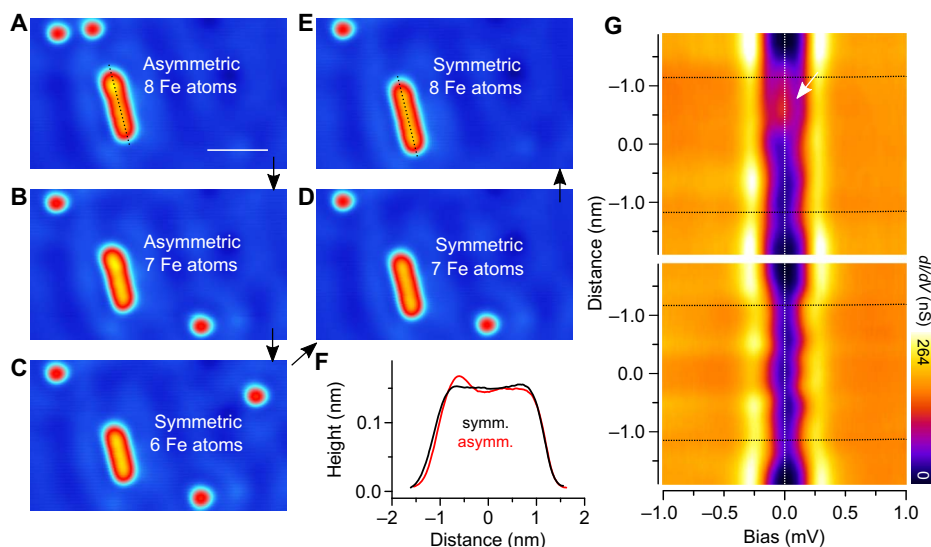 A
Asymmetric
8 Fe atoms
B
Asymmetric
7 Fe atoms
C
Symmetric
6 Fe atoms
E
Symmetric
8 Fe atoms
D
Symmetric
7 Fe atoms
F
Height (nm)
0.1
0.0
symm.
asymm.
−2
−1
0
1
2
Distance (nm)
G
Distance (nm)
−1.0
0.0
−1.0
−1.0
0.0
−1.0
−1.0
−0.5
0.0
0.5
1.0
Bias (mV)
dI/dV (nS)
264
0